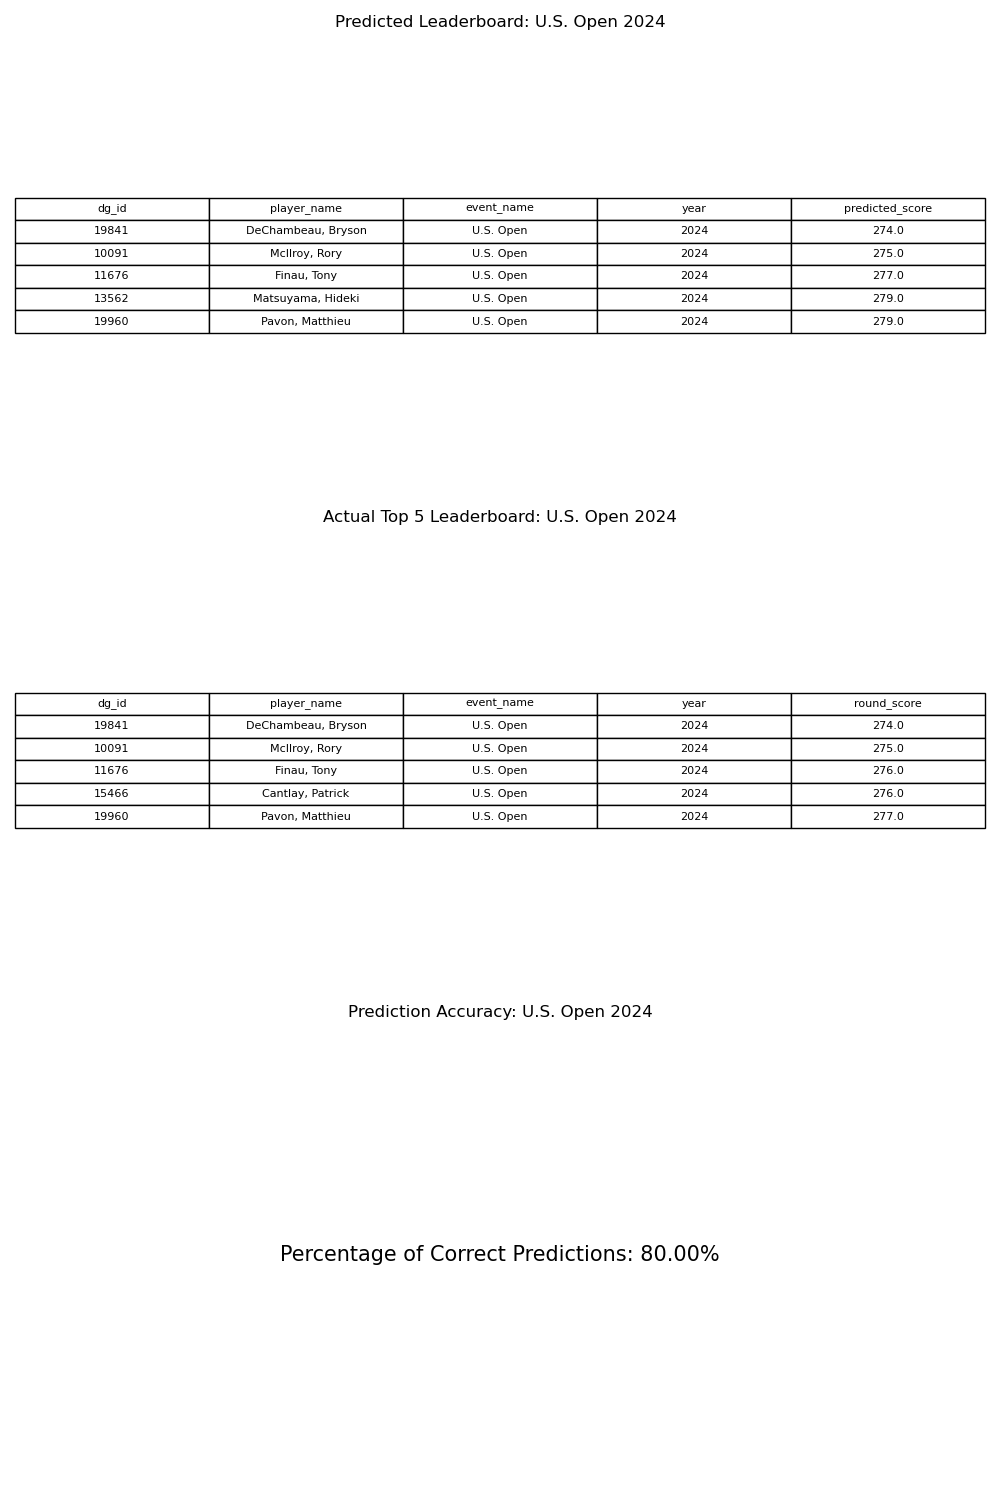 Predicted Leaderboard: U.S. Open 2024
dg_id player_name event_name year predicted_score
19841 DeChambeau, Bryson U.S. Open 2024 274.0
10091 McIlroy, Rory U.S. Open 2024 275.0
11676 Finau, Tony U.S. Open 2024 277.0
13562 Matsuyama, Hideki U.S. Open 2024 279.0
19960 Pavon, Matthieu U.S. Open 2024 279.0
Actual Top 5 Leaderboard: U.S. Open 2024
dg_id player_name event_name year round_score
19841 DeChambeau, Bryson U.S. Open 2024 274.0
10091 McIlroy, Rory U.S. Open 2024 275.0
11676 Finau, Tony U.S. Open 2024 276.0
15466 Cantlay, Patrick U.S. Open 2024 276.0
19960 Pavon, Matthieu U.S. Open 2024 277.0
Prediction Accuracy: U.S. Open 2024
Percentage of Correct Predictions: 80.00%